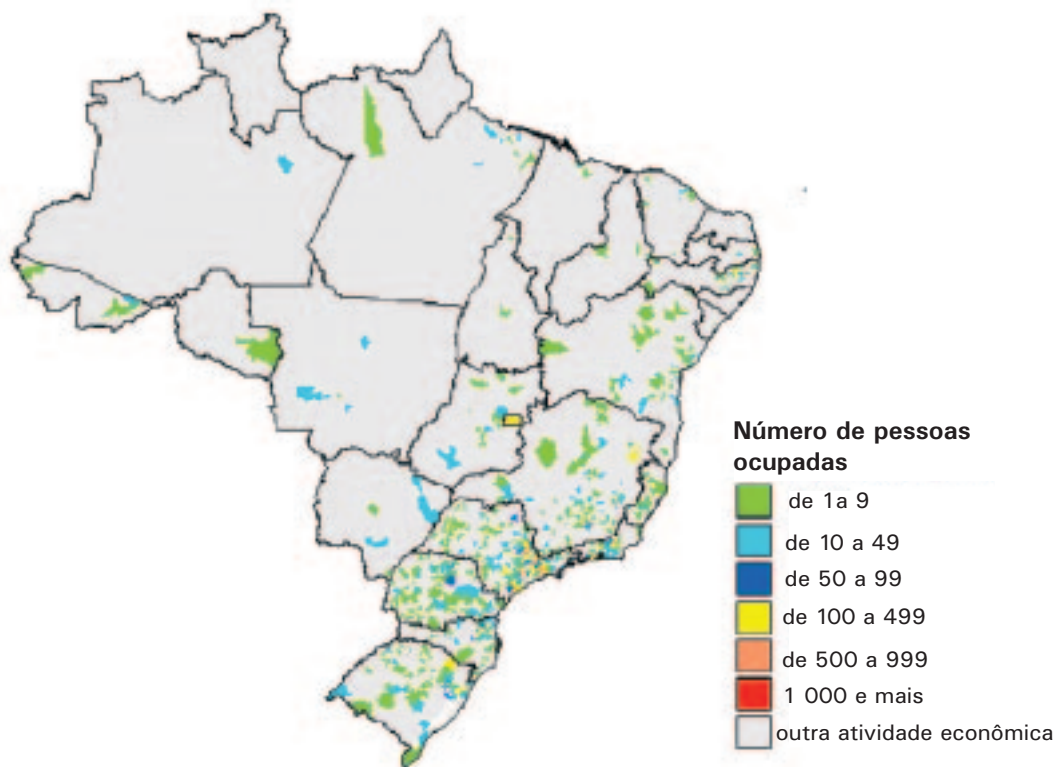 Número de pessoas
ocupadas
de 1a 9
de 10 a 49
de 50 a 99
de 100 a 499
de 500 a 999
1 000 e mais
outra atividade econômica